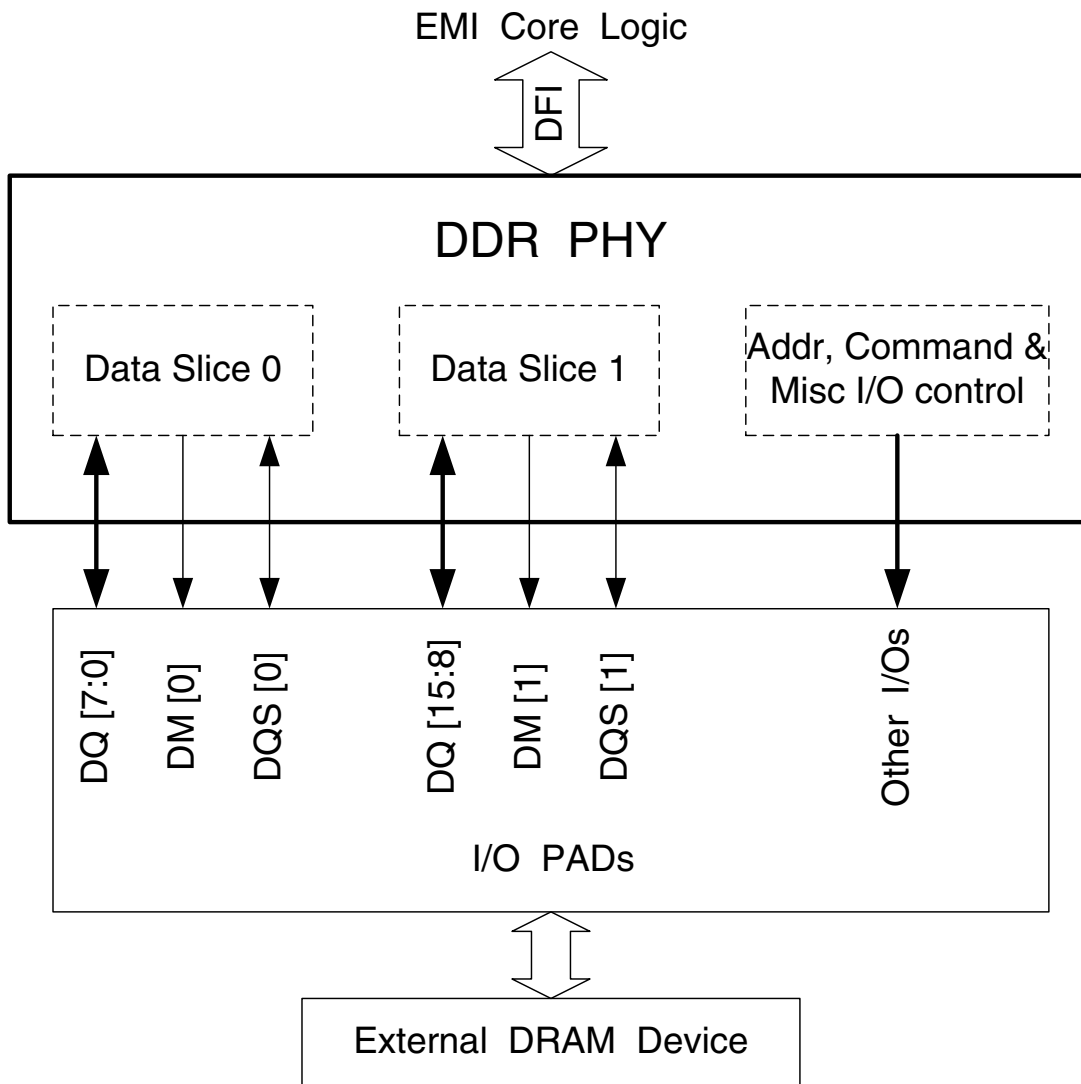 EMI Core Logic
DFI
DDR PHY
Data Slice 0
Data Slice 1
Addr, Command &
Misc I/O control
DQ [7:0]
DM [0]
DQS [0]
DQ [15:8]
DM [1]
DQS [1]
Other I/Os
I/O PADs
External DRAM Device